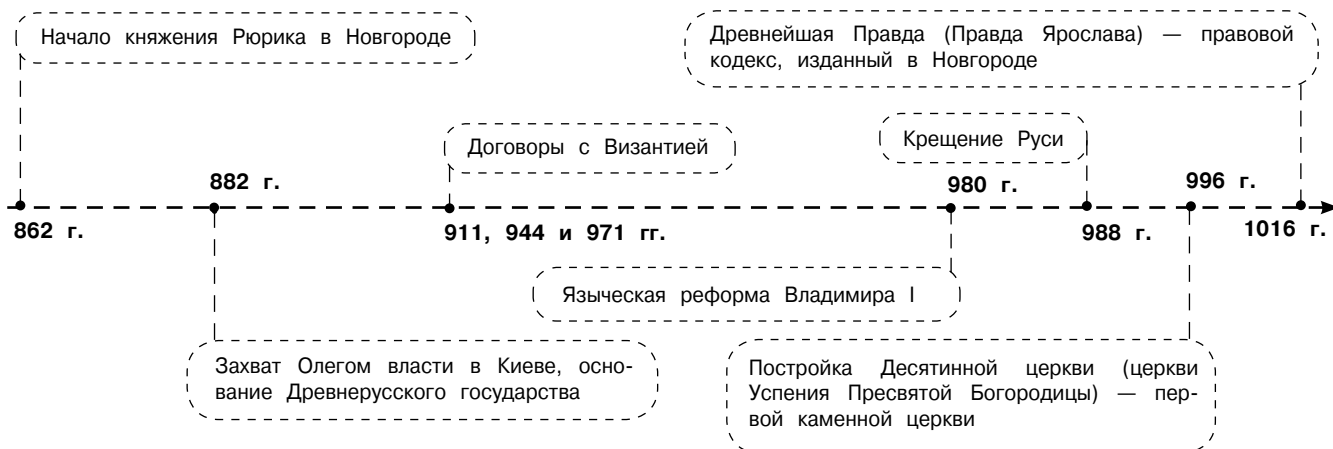 Начало княжения Рюрика в Новгороде
Древнейшая Правда (Правда Ярослава) — правовой
кодекс, изданный в Новгороде
Договоры с Византией
Крещение Руси
882 г.
980 г.
996 г.
862 г.
911, 944 и 971 гг.
988 г.
1016 г.
Языческая реформа Владимира I
Захват Олегом власти в Киеве, осно-
вание Древнерусского государства
Постройка Десятинной церкви (церкви
Успения Пресвятой Богородицы) — пер-
вой каменной церкви